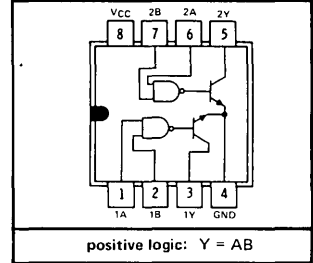 VCC 2B 2A 2Y
8 7 6 5
1 2 3 4
1A 1B 1Y GND
positive logic: Y = AB